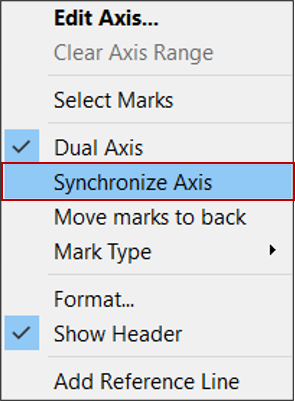 Edit Axis...
Clear Axis Range
Select Marks
Dual Axis
Synchronize Axis
Move marks to back
Mark Type
Format...
Show Header
Add Reference Line